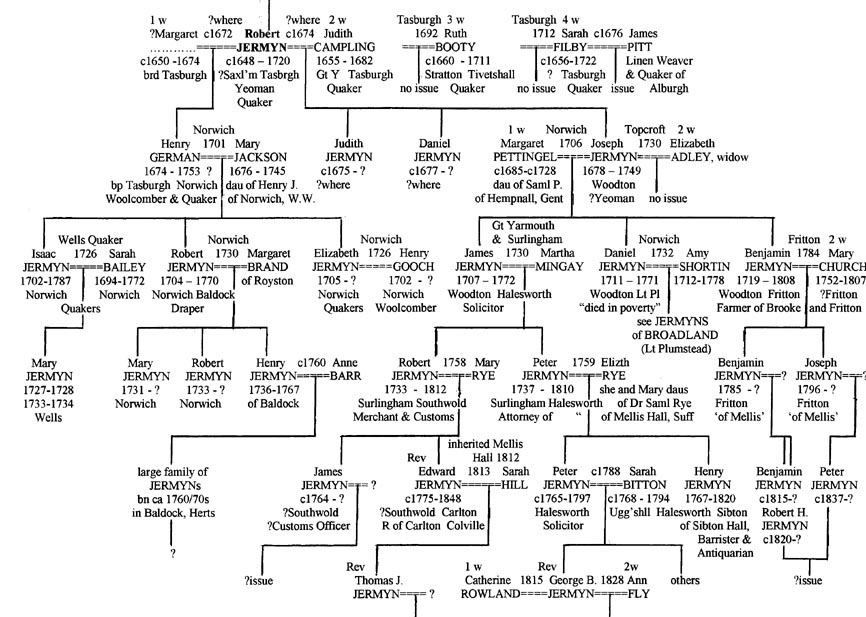 1 w ?where ?where 2 w Tasburgh 3 w Tasburgh 4 w
?Margaret c1672 Robert c1674 Judith 1692 Ruth 1712 Sarah c1676 James
............=====JERMYN====CAMPLING =====BOOTY =====FILBY=====PITT
c1650 -1674 c1648 – 1720 1655 - 1682 c1660 - 1711 c1656-1722 Linen Weaver
brd Tasburgh ?Saxl'm Tasbrgh Gt Y Tasburgh Stratton Tivetshall ? Tasburgh & Quaker of
Yeoman Quaker no issue Quaker no issue Quaker issue Alburgh
Quaker
Norwich 1 w Norwich Topcroft 2 w
Henry 1701 Mary Judith Daniel Margaret 1706 Joseph 1730 Elizabeth
GERMAN====JACKSON JERMYN JERMYN PETTINGEL====JERMYN====ADLEY, widow
1674 - 1753 ? 1676 - 1745 c1675 - ? c1677 - ? c1685-c1728 1678 – 1749
bp Tasburgh Norwich dau of Henry J. ?where ?where dau of Saml P. Woodton
Woolcomber & Quaker of Norwich, W.W. of Hempnall, Gent ?Yeoman no issue
Gt Yarmouth
Wells Quaker Norwich Norwich & Surlingham Norwich Fritton 2 w
Isaac 1726 Sarah Robert 1730 Margaret Elizabeth 1726 Henry James 1730 Martha Daniel 1732 Amy Benjamin 1784 Mary
JERMYN====BAILEY JERMYN====BRAND JERMYN====GOOCH JERMYN====MINGAY JERMYN====SHORTIN JERMYN====CHURCH
1702-1787 1694-1772 1704 – 1770 of Royston 1705 - ? 1702 - ? 1707 - 1772 1711 – 1771 1712-1778 1719 – 1808 1752-1807
Norwich Norwich Norwich Baldock Norwich Norwich Woodton Halesworth Woodton Lt Pl Woodton Fritton ?Fritton
Quakers Draper Quakers Woolcomber Solicitor “died in poverty” Farmer of Brooke and Fritton
see JERMYNS
of BROADLAND
(Lt Plumstead)
Mary Mary Robert Henry c1760 Anne Robert 1758 Mary Peter 1759 Elizth Benjamin Joseph
JERMYN JERMYN JERMYN JERMYN====BARR JERMYN====RYE JERMYN====RYE JERMYN===? JERMYN===?
1727-1728 1731 - ? 1733 - ? 1736-1767 1733 - 1812 1737 - 1810 she and Mary daus 1785 - ? 1796 - ?
1733-1734 Norwich Norwich of Baldock Surlingham Southwold Surlingham Halesworth of Dr Saml Rye Fritton Fritton
Wells Merchant & Customs Attorney of “ of Mellis Hall, Suff ‘of Mellis’ ‘of Mellis’
inherited Mellis
Rev Hall 1812
large family of James Edward 1813 Sarah Peter c1788 Sarah Henry Benjamin Peter
JERMYNs JERMYN=== ? JERMYN=====HILL JERMYN====BITTON JERMYN JERMYN JERMYN
bn ca 1760/70s c1764 - ? c1775-1848 c1765-1797 c1768 - 1794 1767-1820 c1815-? c1837-?
in Baldock, Herts ?Southwold ?Southwold Carlton Halesworth Ugg'shll Halesworth Sibton Robert H.
?Customs Officer R of Carlton Colville Solicitor of Sibton Hall, JERMYN
Barrister & c1820-?
? Antiquarian
?issue Rev 1 w Rev 2w others ?issue
Thomas J. Catherine 1815 George B. 1828 Ann
JERMYN==== ? ROWLAND====JERMYN====FLY